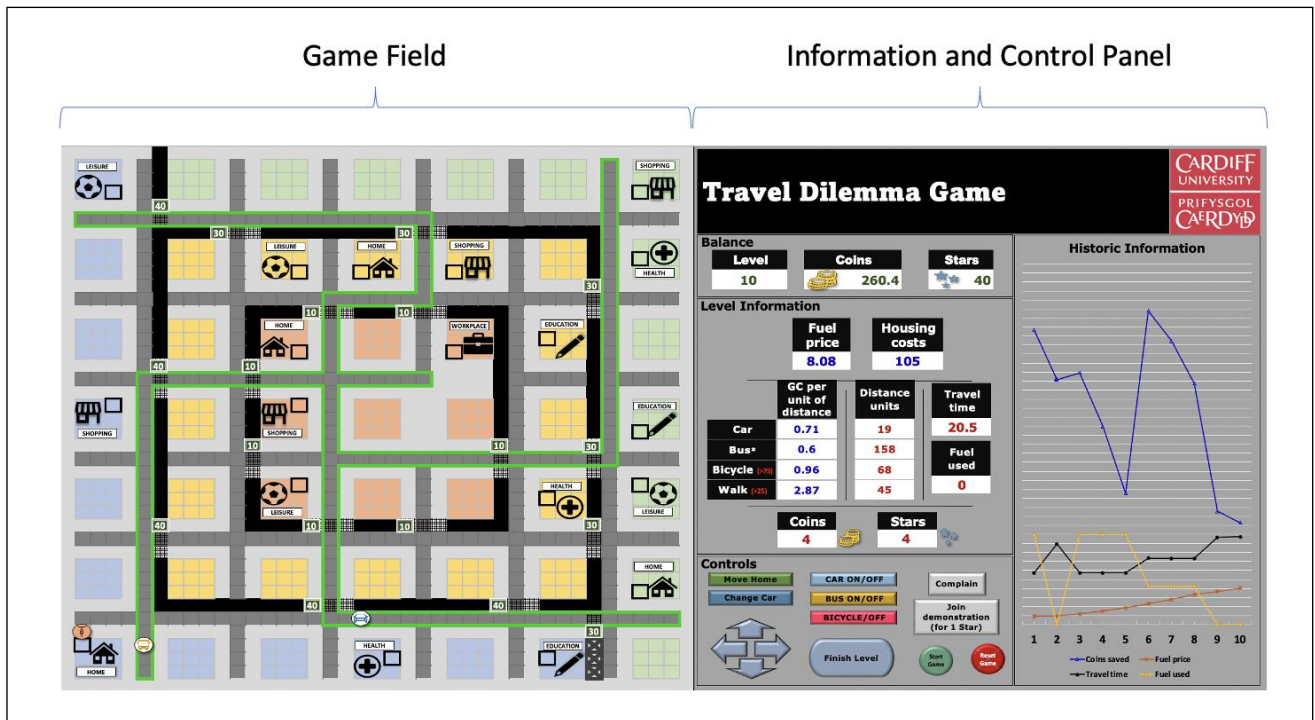 Game Field
Information and Control Panel
LEISURE
SHOPPING
40
30
30
LEISURE
HOME
SHOPPING
HEALTH
30
10
10
HOME
WORKPLACE
EDUCATION
40
10
SHOPPING
SHOPPING
EDUCATION
10
10
30
HEALTH
LEISURE
LEISURE
40
10
10
30
HOME
40
40
30
HOME
HEALTH
EDUCATION
Travel Dilemma Game
CARDIFF
UNIVERSITY
PRIFYSGOL
CAERDYDD
Balance
Level
Coins
Stars
10
260.4
40
Level Information
Fuel
price
Housing
costs
8.08
105
GC per
unit of
distance
Distance
units
Travel
time
Car
0.71
19
20.5
Bus*
0.6
158
Fuel
used
Bicycle (>75)
0.96
68
0
Walk (>25)
2.87
45
Coins
Stars
4
4
Controls
Move Home
CAR ON/OFF
Complain
Change Car
BUS ON/OFF
Join
demonstration
(for 1 Star)
BICYCLE/OFF
Finish Level
Start
Game
Reset
Game
Historic Information
1 2 3 4 5 6 7 8 9 10
Coins saved
Fuel price
Travel time
Fuel used